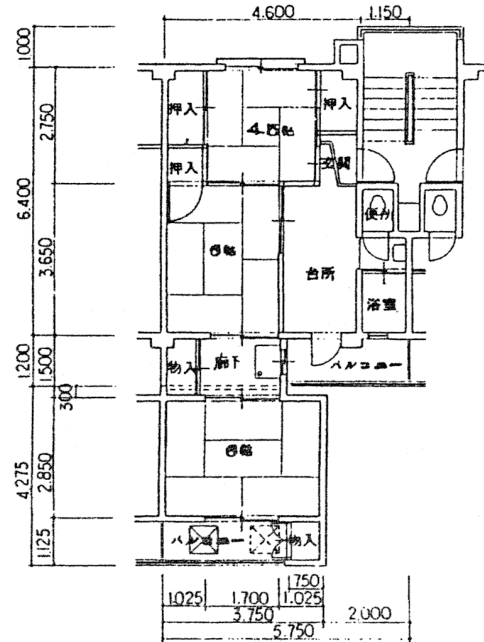 4.600
1.150
1.000
押入
4.5帖
押入
2.750
玄関
押入
便所
6.400
6帖
3.650
台所
浴室
1.200
1.500
物入
廊下
バルコニー
300
4.275
2.850
6帖
1.125
バルコニー
物入
750
1.025
1.700
1.025
3.750
2.000
5.750